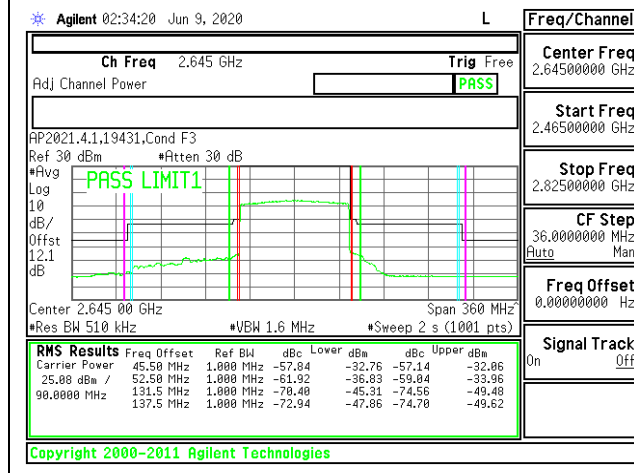 Agilent 02:34:20 Jun 9, 2020 L
Freq/Channel
Ch Freq 2.645 GHz Trig Free
Adj Channel Power PASS
Center Freq
2.64500000 GHz
Start Freq
2.46500000 GHz
AP2021.4.1,19431,Cond F3
Ref 30 dBm #Atten 30 dB
#Avg
Log
10
dB/
Offst
12.1
dB
PASS LIMIT1
Stop Freq
2.82500000 GHz
CF Step
36.0000000 MHz
Auto Man
Freq Offset
0.00000000 Hz
Center 2.645 00 GHz Span 360 MHz^
#Res BW 510 kHz #VBW 1.6 MHz #Sweep 2 s (1001 pts)
Signal Track
On Off
RMS Results Freq Offset Ref BW dBc Lower dBm dBc Upper dBm
Carrier Power 45.50 MHz 1.000 MHz -57.84 -32.76 -57.14 -32.06
25.08 dBm / 52.50 MHz 1.000 MHz -61.92 -36.83 -59.04 -33.96
90.0000 MHz 131.5 MHz 1.000 MHz -70.40 -45.31 -74.56 -49.48
137.5 MHz 1.000 MHz -72.94 -47.86 -74.70 -49.62
Copyright 2000-2011 Agilent Technologies